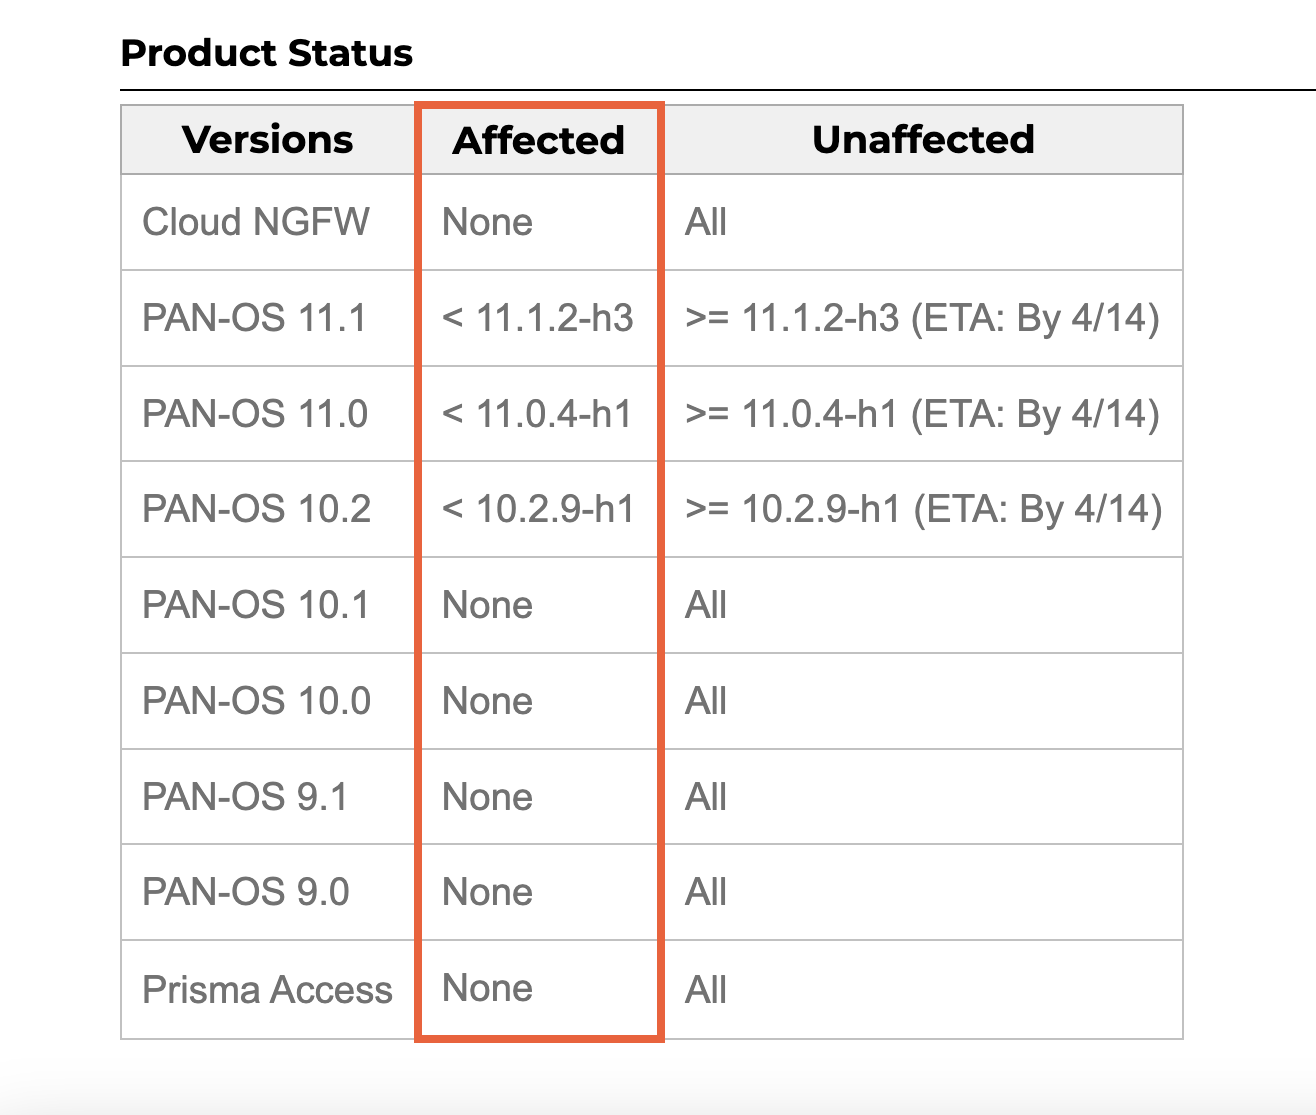 Product Status
Versions Affected Unaffected
Cloud NGFW None All
PAN-OS 11.1 < 11.1.2-h3 >= 11.1.2-h3 (ETA: By 4/14)
PAN-OS 11.0 < 11.0.4-h1 >= 11.0.4-h1 (ETA: By 4/14)
PAN-OS 10.2 < 10.2.9-h1 >= 10.2.9-h1 (ETA: By 4/14)
PAN-OS 10.1 None All
PAN-OS 10.0 None All
PAN-OS 9.1 None All
PAN-OS 9.0 None All
Prisma Access None All